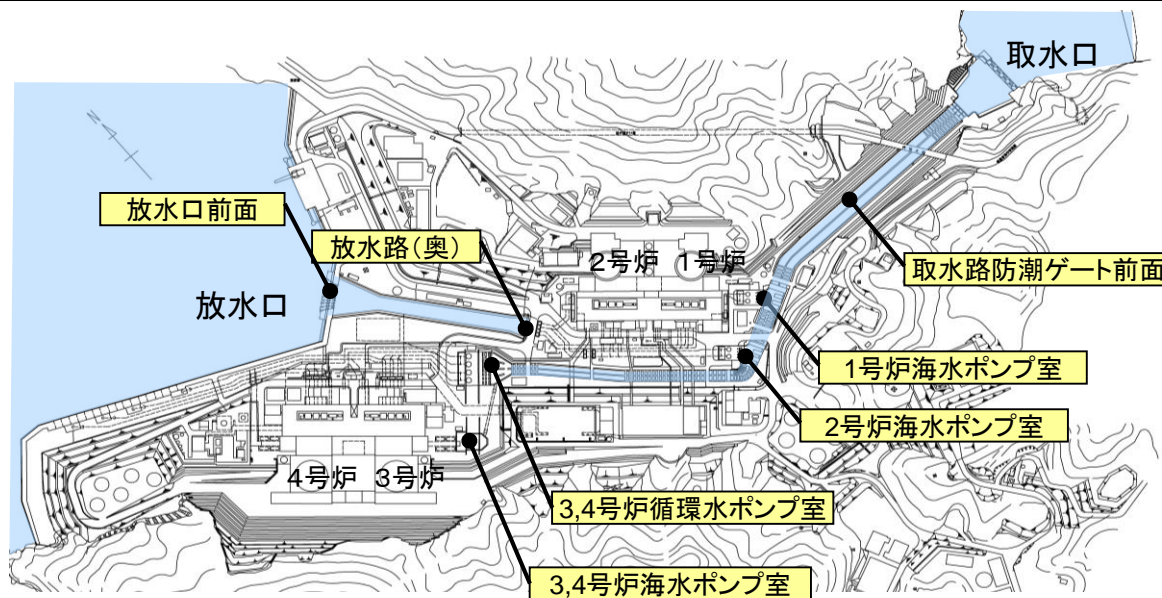 取水口
放水口前面
放水路(奥)
2号炉 1号炉
取水路防潮ゲート前面
放水口
1号炉海水ポンプ室
2号炉海水ポンプ室
4号炉 3号炉
3,4号炉循環水ポンプ室
3,4号炉海水ポンプ室